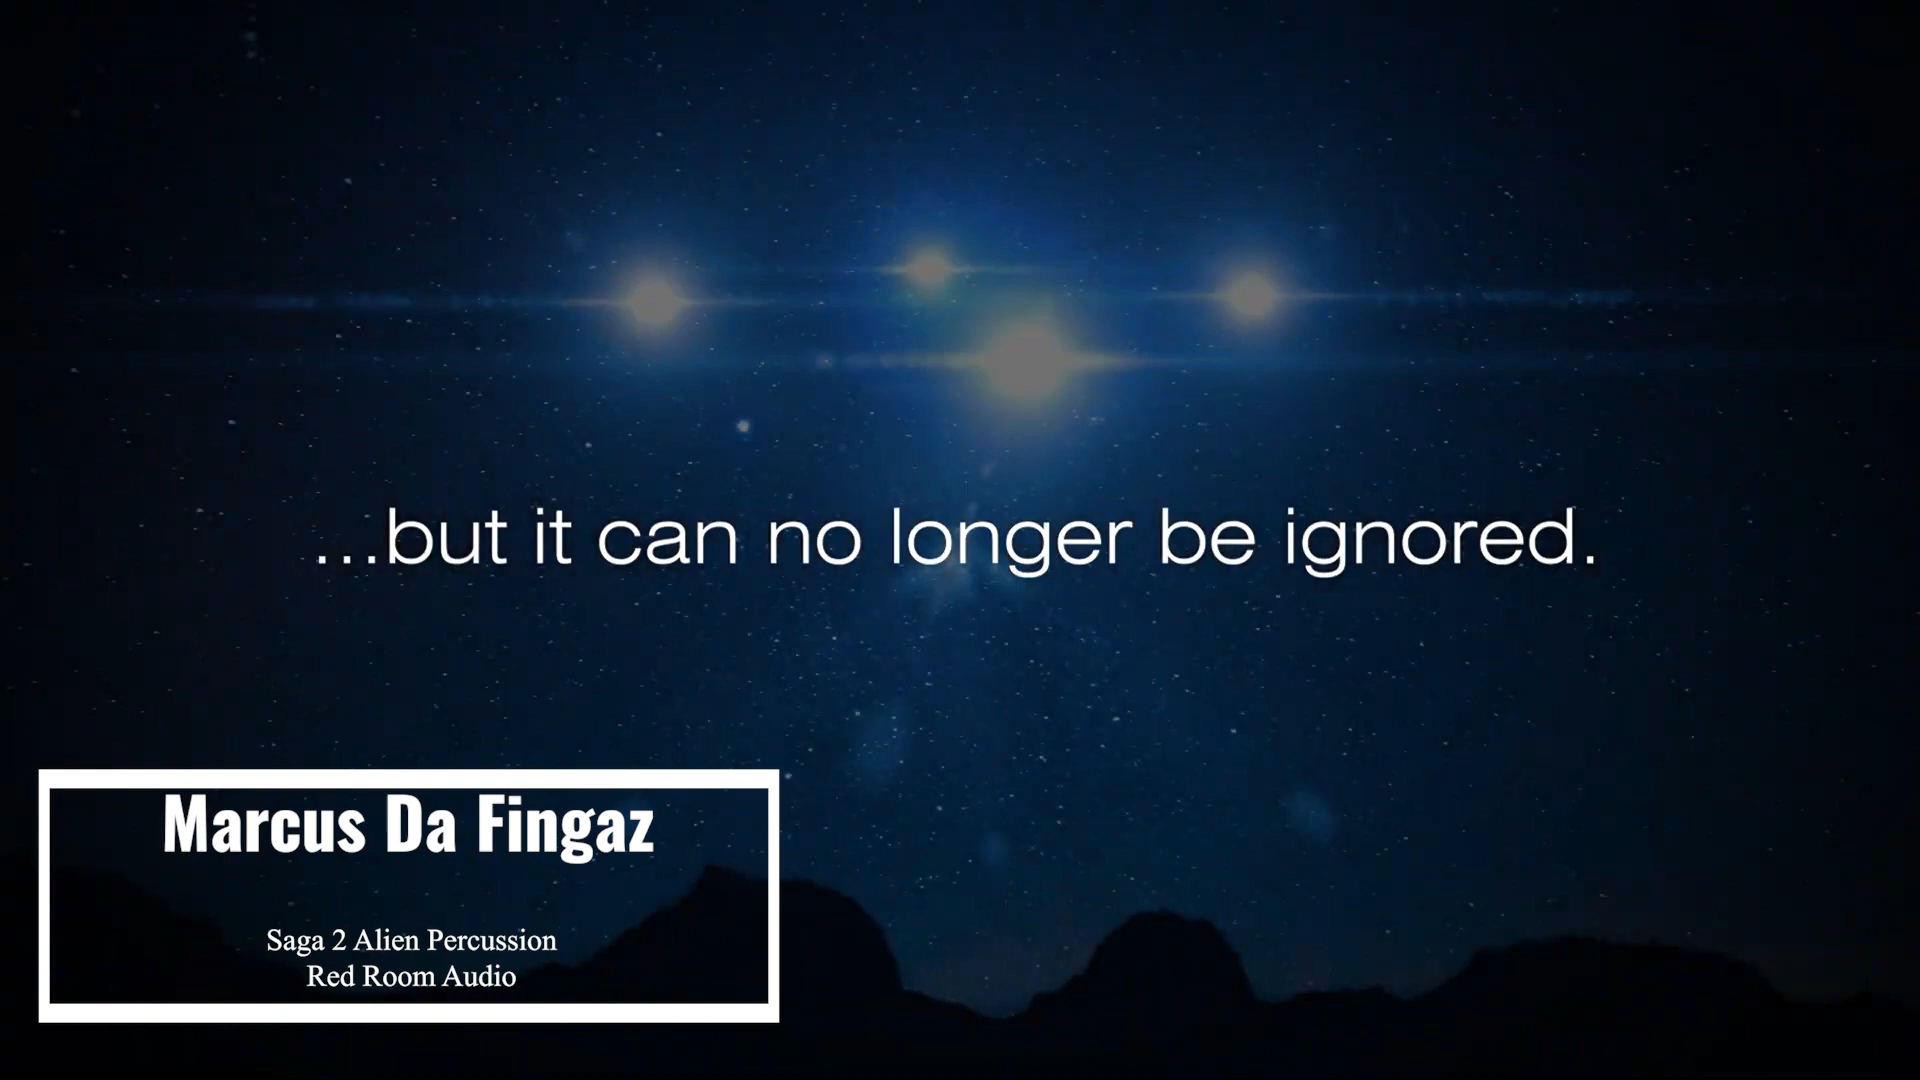 ...but it can no longer be ignored.
Marcus Da Fingaz
Saga 2 Alien Percussion
Red Room Audio